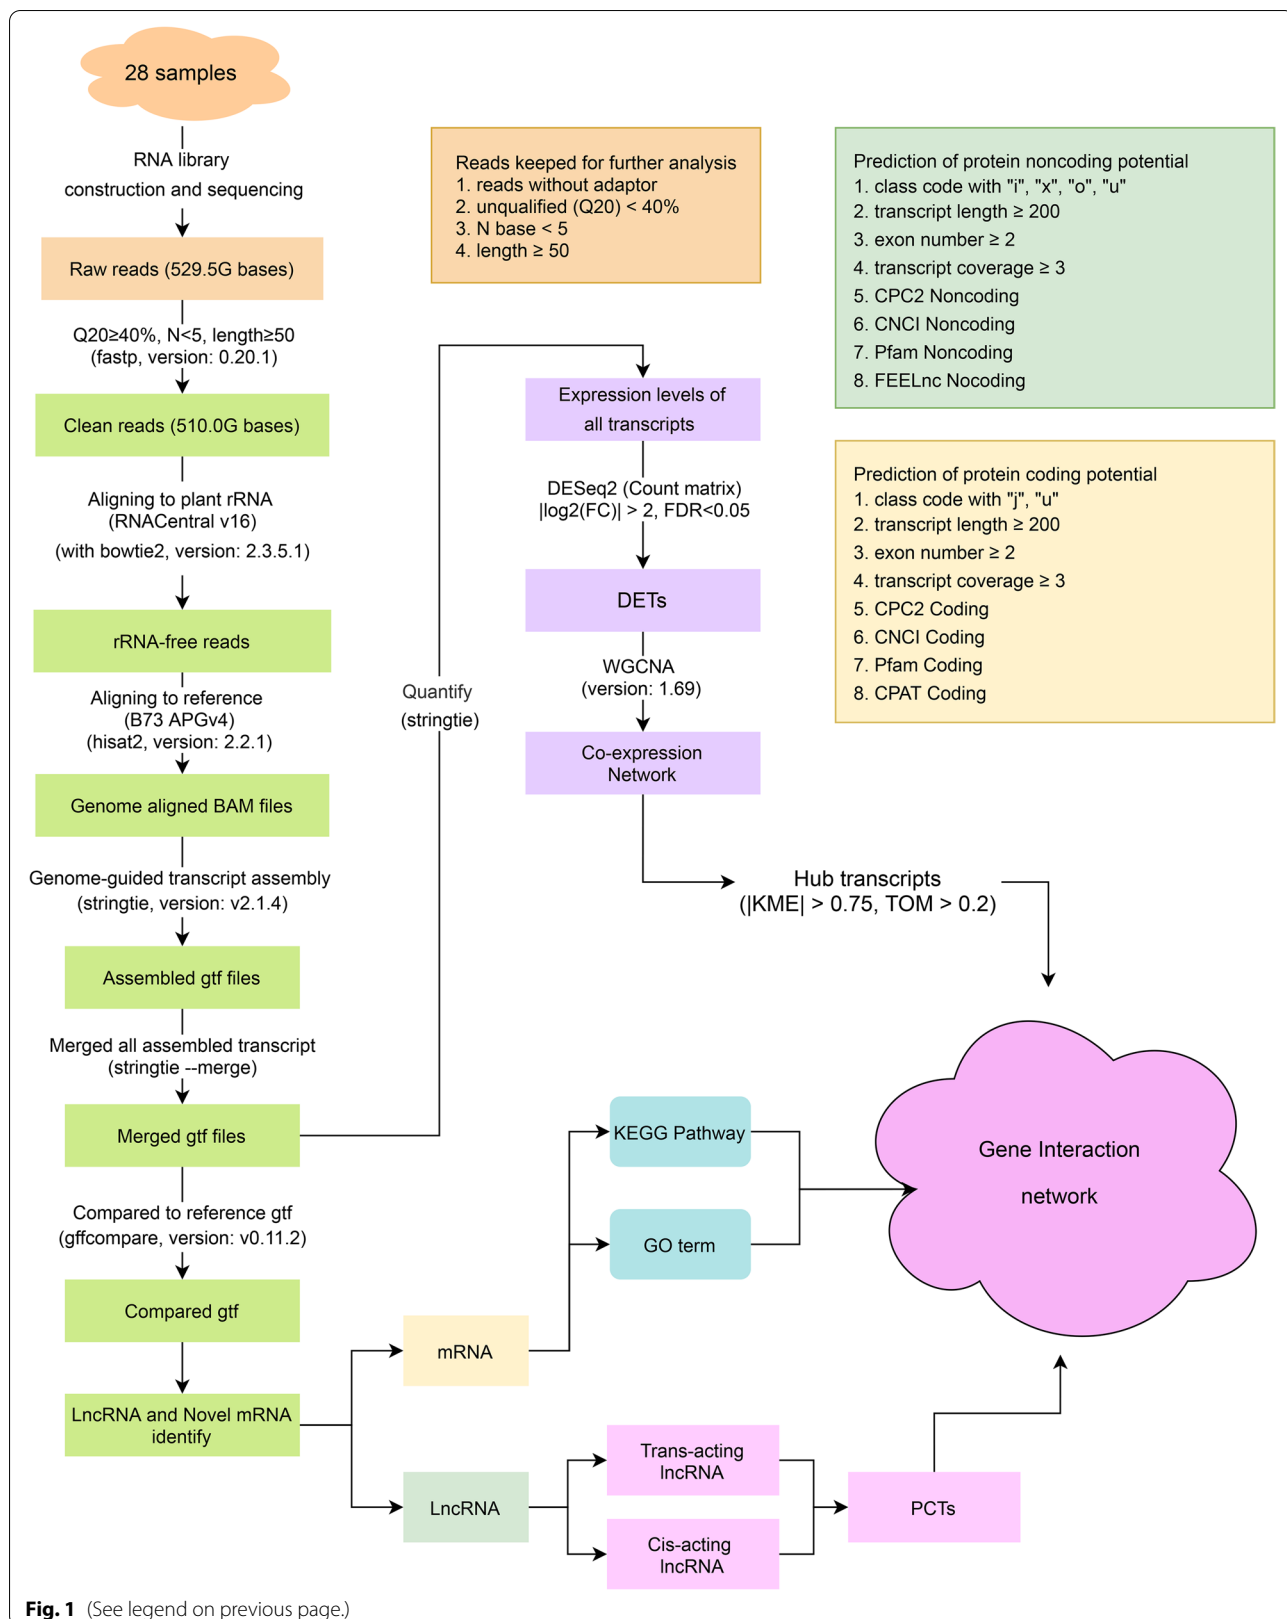 28 samples
RNA library
construction and sequencing
Raw reads (529.5G bases)
Q20≥40%, N<5, length≥50
(fastp, version: 0.20.1)
Clean reads (510.0G bases)
Aligning to plant rRNA
(RNACentral v16)
(with bowtie2, version: 2.3.5.1)
rRNA-free reads
Aligning to reference
(B73 APGv4)
(hisat2, version: 2.2.1)
Genome aligned BAM files
Genome-guided transcript assembly
(stringtie, version: v2.1.4)
Assembled gtf files
Merged all assembled transcript
(stringtie --merge)
Merged gtf files
Compared to reference gtf
(gffcompare, version: v0.11.2)
Compared gtf
LncRNA and Novel mRNA
identify
Reads keeped for further analysis
1. reads without adaptor
2. unqualified (Q20) < 40%
3. N base < 5
4. length ≥ 50
Quantify
(stringtie)
Expression levels of
all transcripts
DESeq2 (Count matrix)
|log2(FC)| > 2, FDR<0.05
DETs
WGCNA
(version: 1.69)
Co-expression
Network
Hub transcripts
(|KME| > 0.75, TOM > 0.2)
Prediction of protein noncoding potential
1. class code with "i", "x", "o", "u"
2. transcript length ≥ 200
3. exon number ≥ 2
4. transcript coverage ≥ 3
5. CPC2 Noncoding
6. CNCI Noncoding
7. Pfam Noncoding
8. FEELnc Nocoding
Prediction of protein coding potential
1. class code with "j", "u"
2. transcript length ≥ 200
3. exon number ≥ 2
4. transcript coverage ≥ 3
5. CPC2 Coding
6. CNCI Coding
7. Pfam Coding
8. CPAT Coding
mRNA
KEGG Pathway
GO term
Gene Interaction
network
LncRNA
Trans-acting
lncRNA
Cis-acting
lncRNA
PCTs
Fig. 1 (See legend on previous page.)